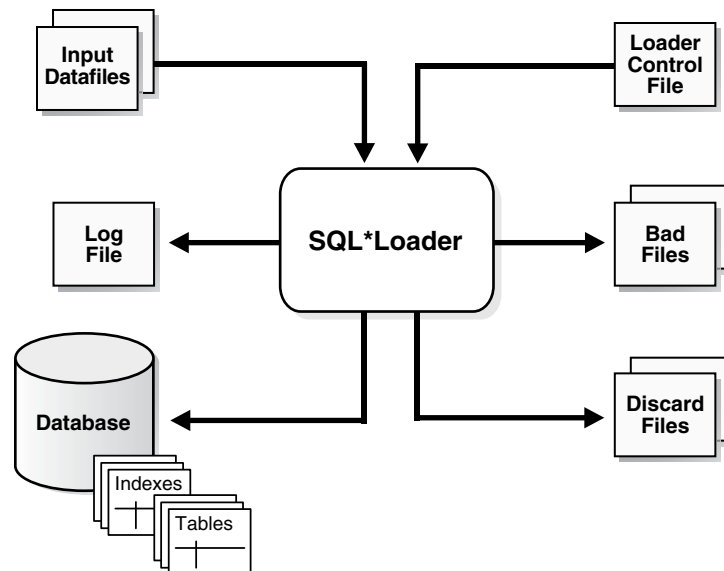 Input
Datafiles
Loader
Control
File
Log
File
SQL*Loader
Bad
Files
Database
Discard
Files
Indexes
Tables